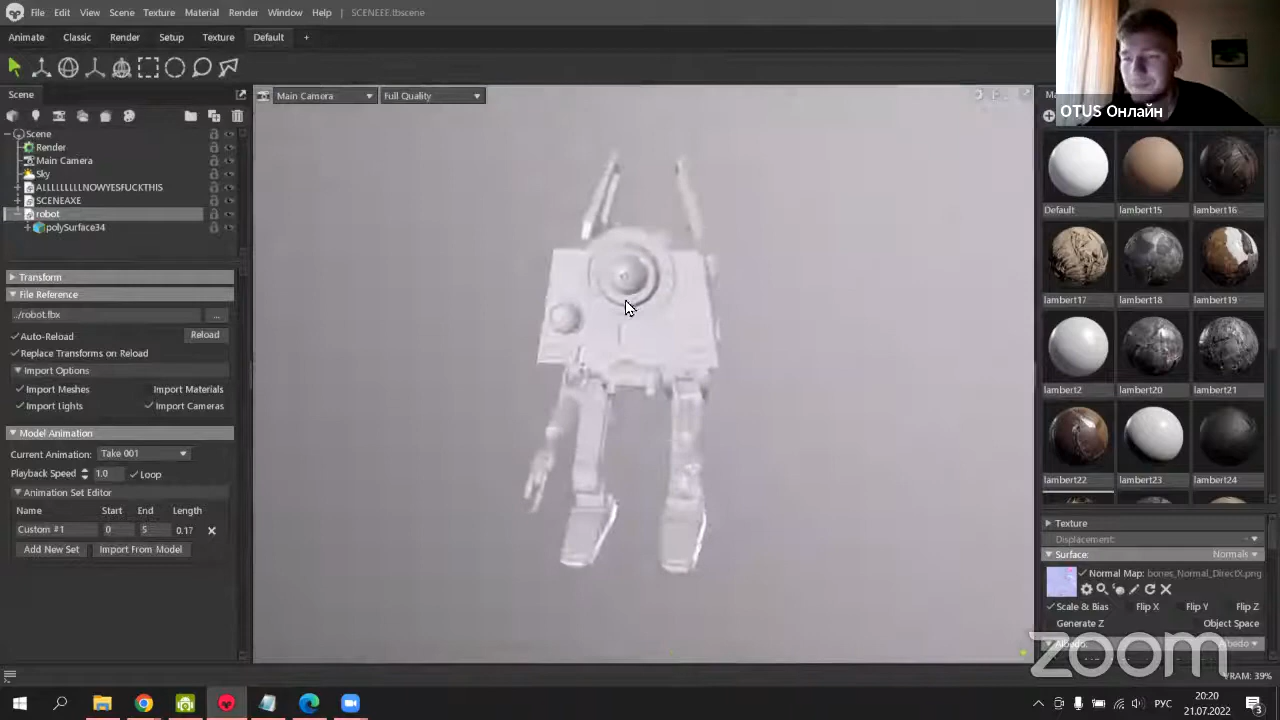 File Edit View Scene Texture Material Render Window Help SCENEEE.tbscene
Animate Classic Render Setup Texture Default +
OTUS Онлайн
Scene
Main Camera Full Quality
Scene
Render
Main Camera
Sky
ALLLLLLLLNOWYESFUCKTHIS
SCENEAXE
robot
polySurface34
Transform
File Reference
../robot.fbx ...
Auto-Reload Reload
Replace Transforms on Reload
Import Options
Import Meshes Import Materials
Import Lights Import Cameras
Model Animation
Current Animation: Take 001
Playback Speed 1.0 Loop
Animation Set Editor
Name Start End Length
Custom #1 0 5 0.17
Add New Set Import From Model
Default lambert15 lambert16
lambert17 lambert18 lambert19
lambert2 lambert20 lambert21
lambert22 lambert23 lambert24
Texture
Displacement:
Surface: Normals
Normal Map: bones_Normal_DirectX.png
Scale & Bias Flip X Flip Y Flip Z
Generate Z Object Space
Albedo: Albedo
zoom
VRAM: 39%
РУС
20:20
21.07.2022
3